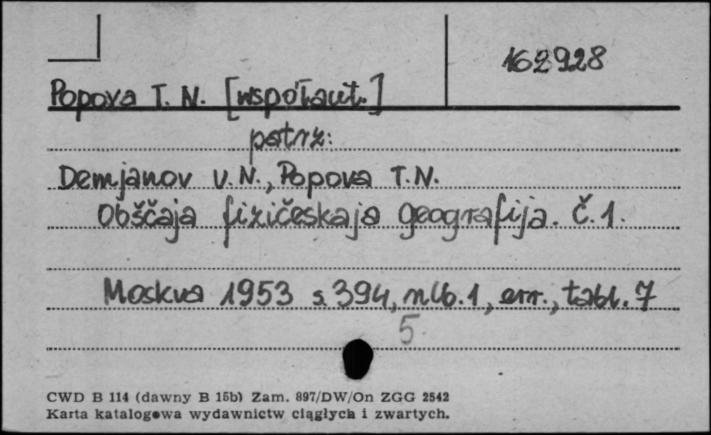 162928
Popova T. N. [współaut.]
patrz:
Demjanov V.N., Popova T.N.
Obščaja fizičeskaja geografija. č.1.
Moskva 1953 s. 394, nlb. 1, err., tabl. 7
5
CWD B 114 (dawny B 15b) Zam. 897/DW/On ZGG 2542
Karta katalogowa wydawnictw ciągłych i zwartych.